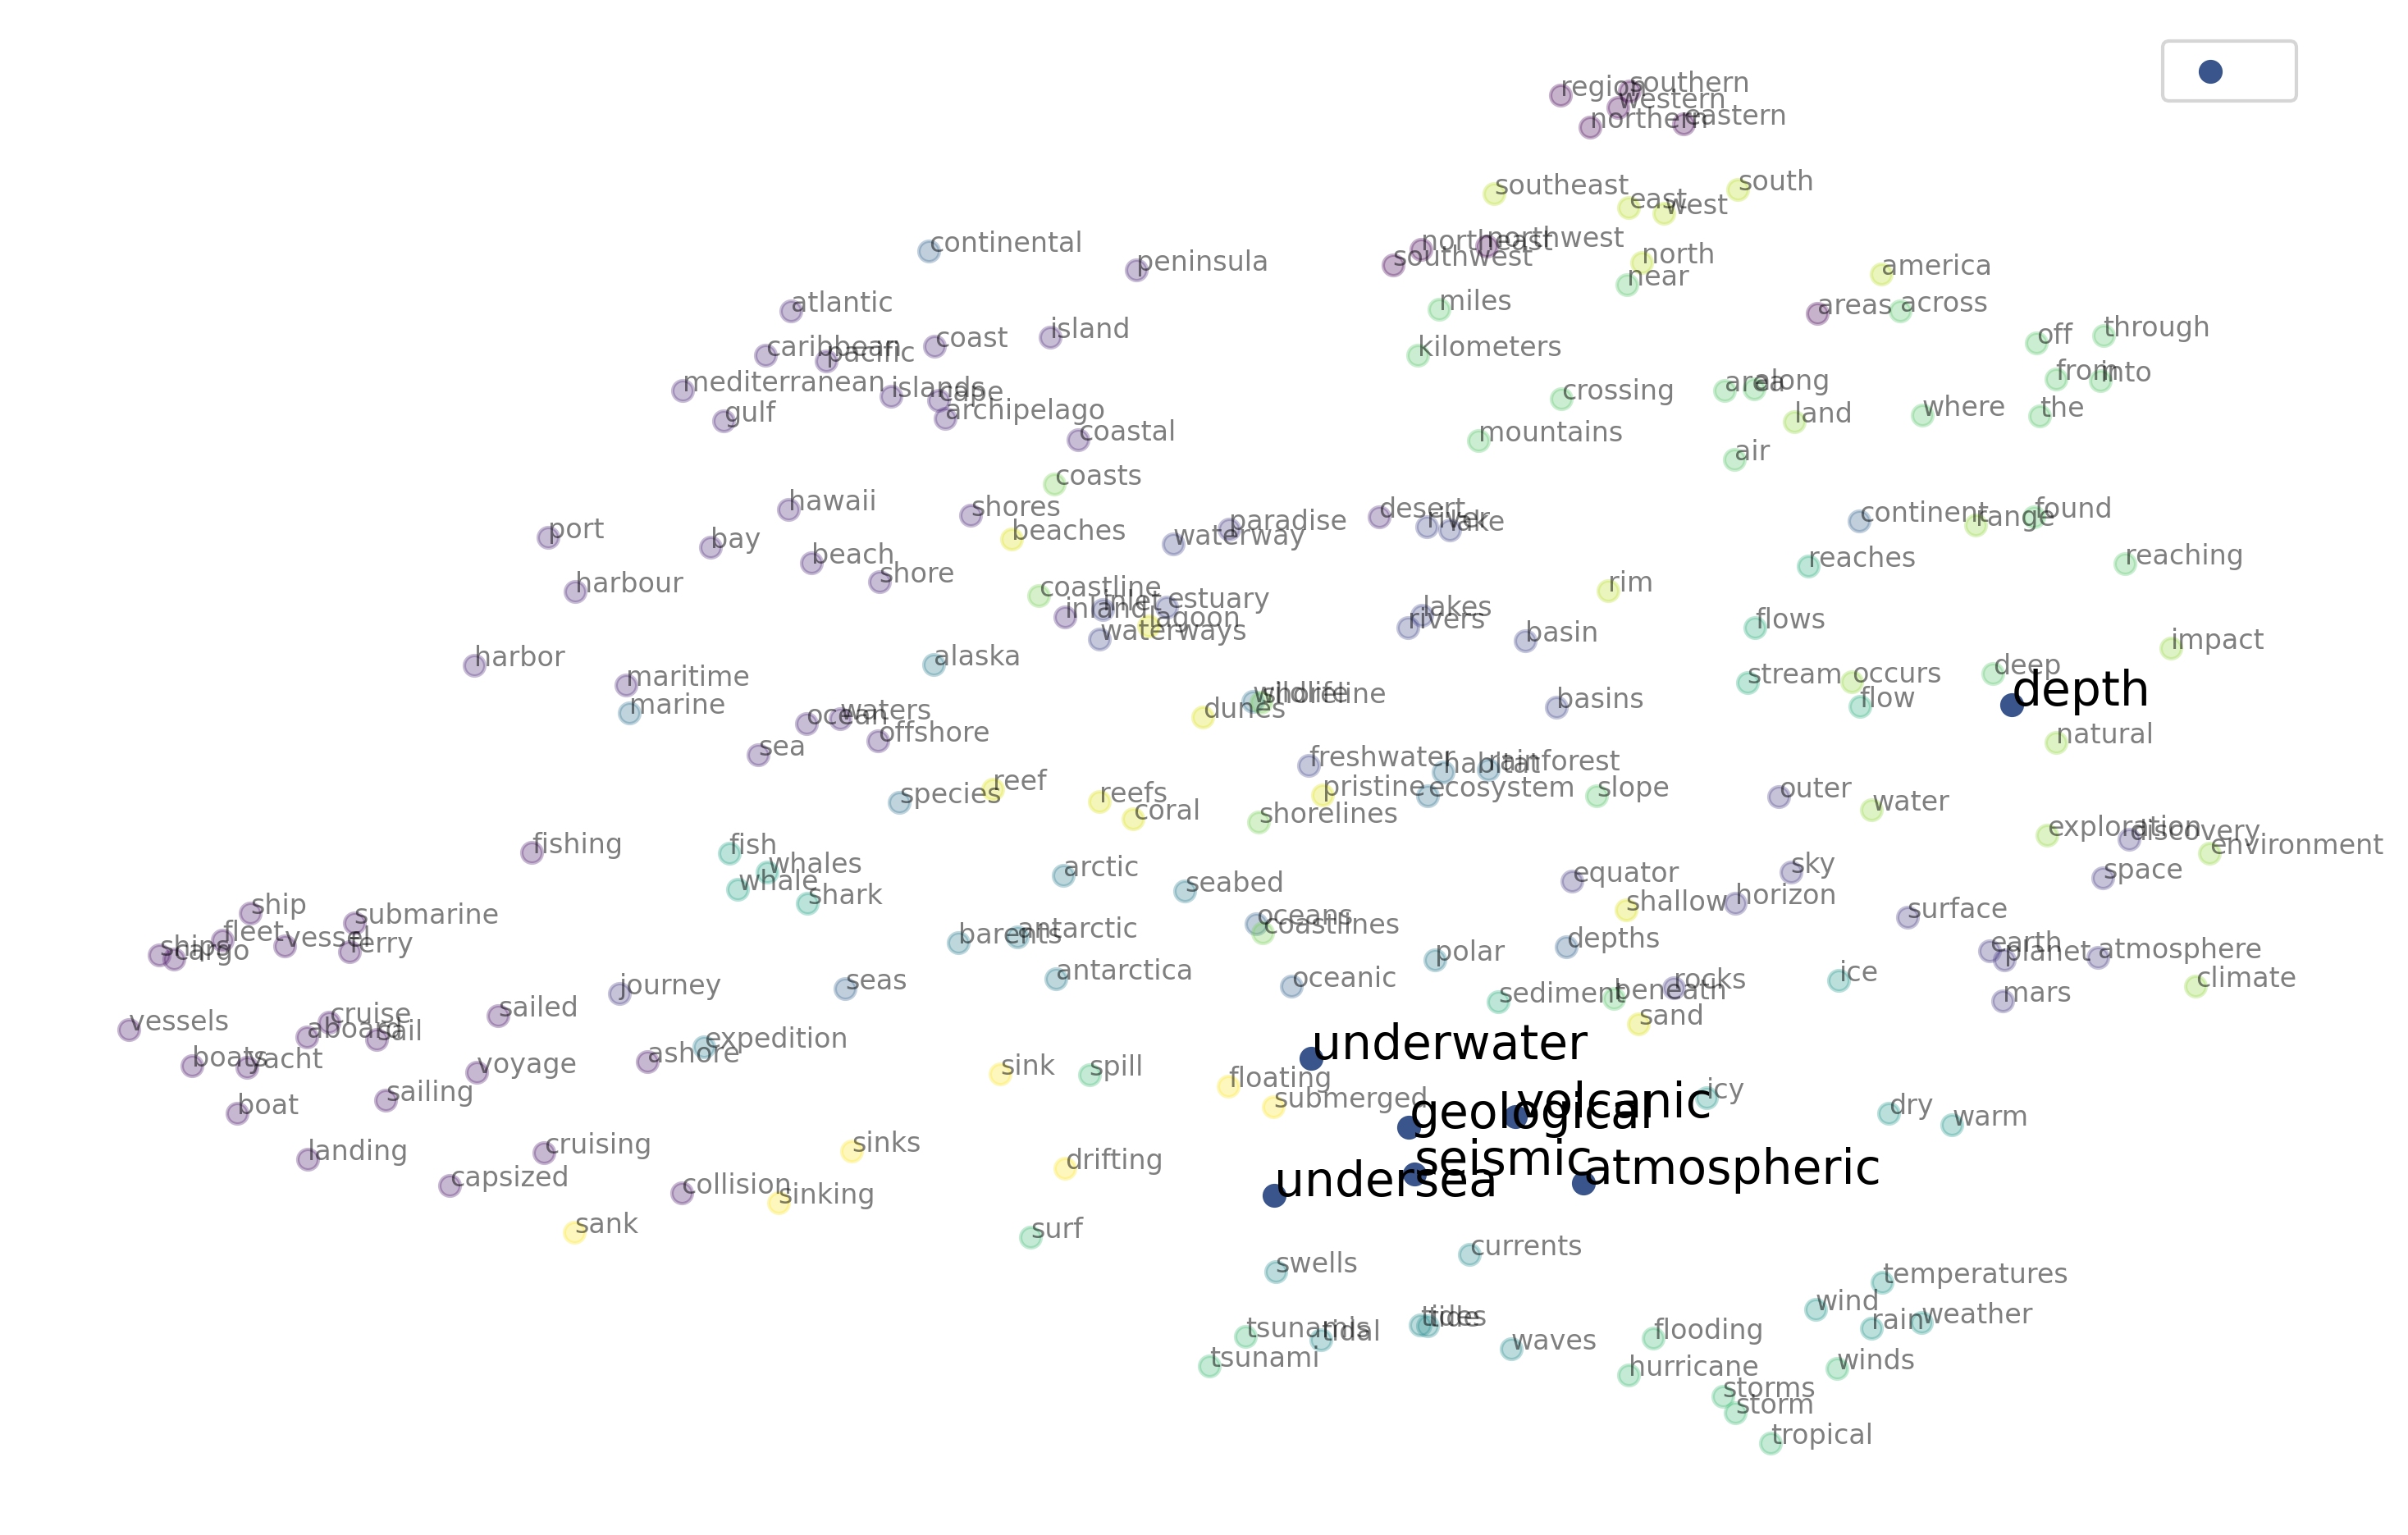 region
southern
western
northern
eastern
southeast
south
east
west
continental
northeast
northwest
peninsula
southwest
north
near
america
atlantic
miles
areas
across
coast
island
off
through
caribbean
pacific
kilometers
mediterranean
islands
cape
crossing
area
along
from
into
gulf
archipelago
land
where
the
coastal
mountains
air
coasts
hawaii
shores
paradise
desert
river
lake
continent
range
found
port
bay
beaches
waterway
beach
reaches
reaching
harbour
shore
coastline
inland
inlet
estuary
lagoon
waterways
lakes
rivers
rim
basin
flows
impact
harbor
alaska
maritime
marine
wildlife
shoreline
stream
occurs
deep
depth
flow
ocean
waters
dunes
basins
sea
offshore
natural
freshwater
habitat
rainforest
species
reef
reefs
coral
pristine
ecosystem
slope
outer
water
shorelines
exploration
discovery
environment
fishing
fish
whales
whale
shark
arctic
seabed
equator
sky
space
ship
submarine
oceans
coastlines
shallow
horizon
surface
fleet
vessel
ferry
ships
cargo
barents
antarctic
polar
depths
earth
planet
atmosphere
journey
seas
antarctica
oceanic
sediment
beneath
rocks
ice
mars
climate
vessels
cruise
aboard
sail
sailed
sand
expedition
ashore
underwater
boats
yacht
voyage
sink
spill
floating
submerged
icy
boat
sailing
geological
volcanic
dry
warm
landing
cruising
sinks
drifting
seismic
atmospheric
capsized
collision
sinking
undersea
sank
surf
currents
swells
temperatures
wind
rain
weather
tsunamis
tidal
tides
tide
waves
flooding
tsunami
hurricane
winds
storms
storm
tropical